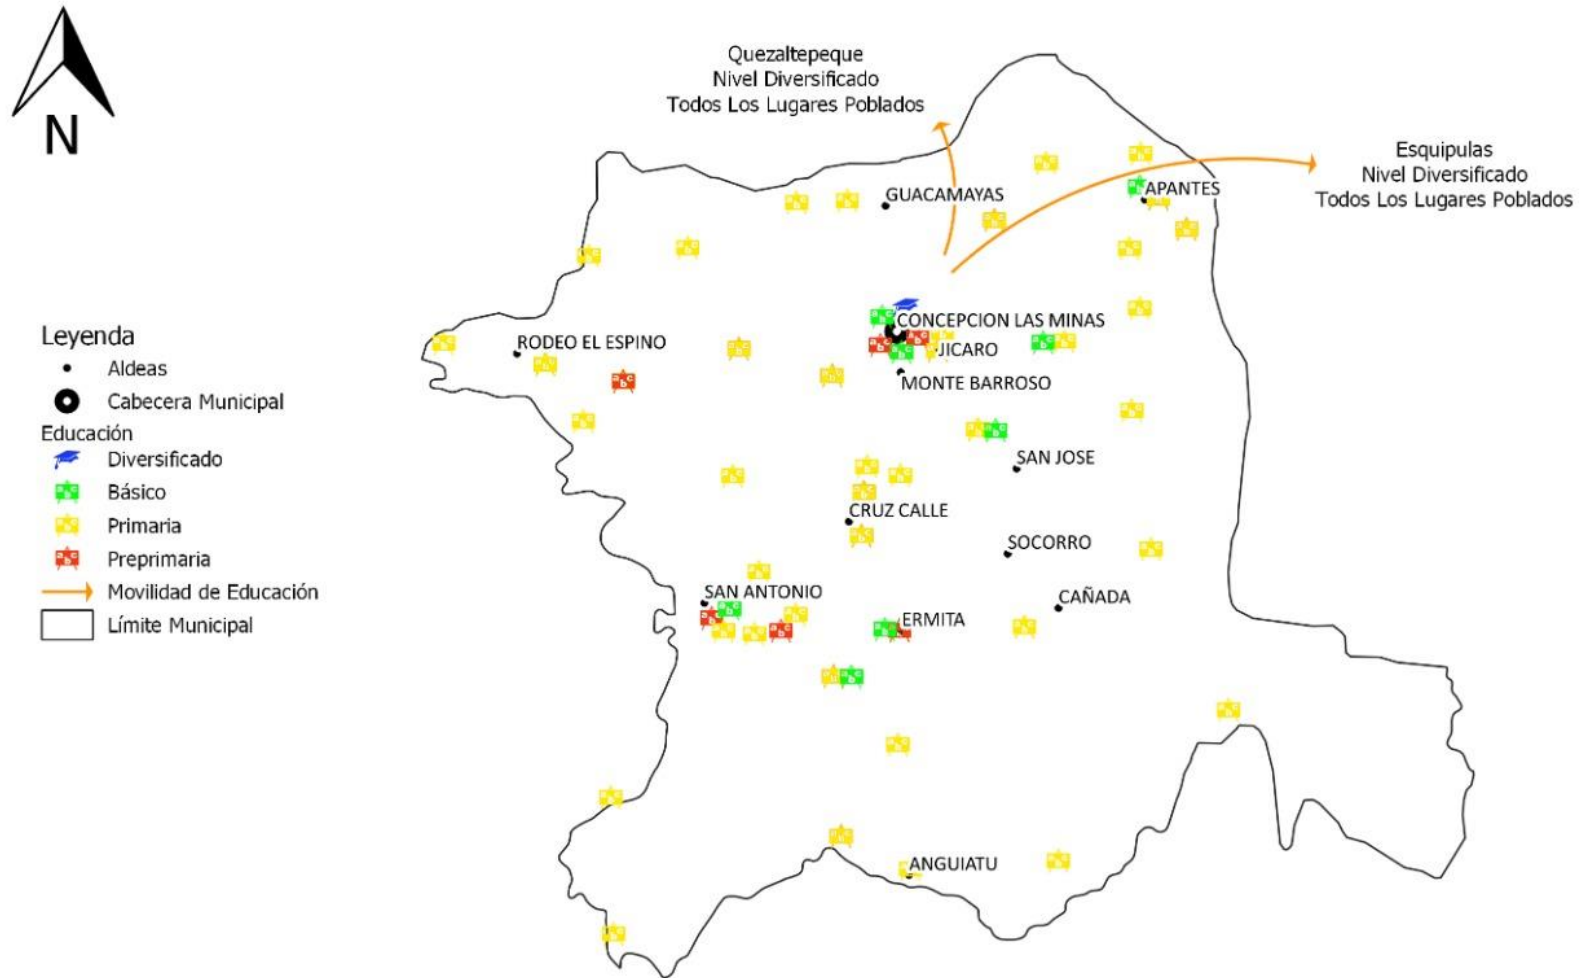 N
Quezaltepeque
Nivel Diversificado
Todos Los Lugares Poblados
Esquipulas
Nivel Diversificado
Todos Los Lugares Poblados
APANTES
GUACAMAYAS
CONCEPCION LAS MINAS
RODEO EL ESPINO
JICARO
MONTE BARROSO
SAN JOSE
CRUZ CALLE
SOCORRO
SAN ANTONIO
CAÑADA
ERMITA
ANGUIATU
Leyenda
Aldeas
Cabecera Municipal
Educación
Diversificado
Básico
Primaria
Preprimaria
Movilidad de Educación
Límite Municipal